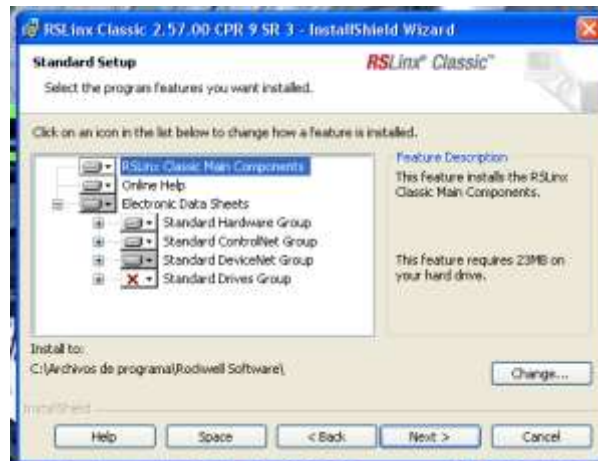 RSLinx Classic 2.57.00 CPR 9 SR 3 - InstallShield Wizard
Standard Setup
Select the program features you want installed.
RSLinx® Classic™
Click on an icon in the list below to change how a feature is installed.
RSLinx Classic Main Components
Online Help
Electronic Data Sheets
Standard Hardware Group
Standard ControlNet Group
Standard DeviceNet Group
Standard Drives Group
Feature Description
This feature installs the RSLinx
Classic Main Components.
This feature requires 23MB on
your hard drive.
Install to:
C:\Archivos de programa\Rockwell Software\
Change...
InstallShield
Help
Space
< Back
Next >
Cancel